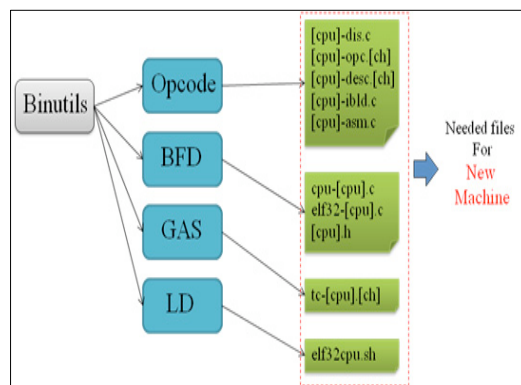 Binutils
Opcode
BFD
GAS
LD
[cpu]-dis.c
[cpu]-opc.[ch]
[cpu]-desc.[ch]
[cpu]-ibld.c
[cpu]-asm.c
cpu-[cpu].c
elf32-[cpu].c
[cpu].h
tc-[cpu].[ch]
elf32cpu.sh
Needed files
For
New
Machine